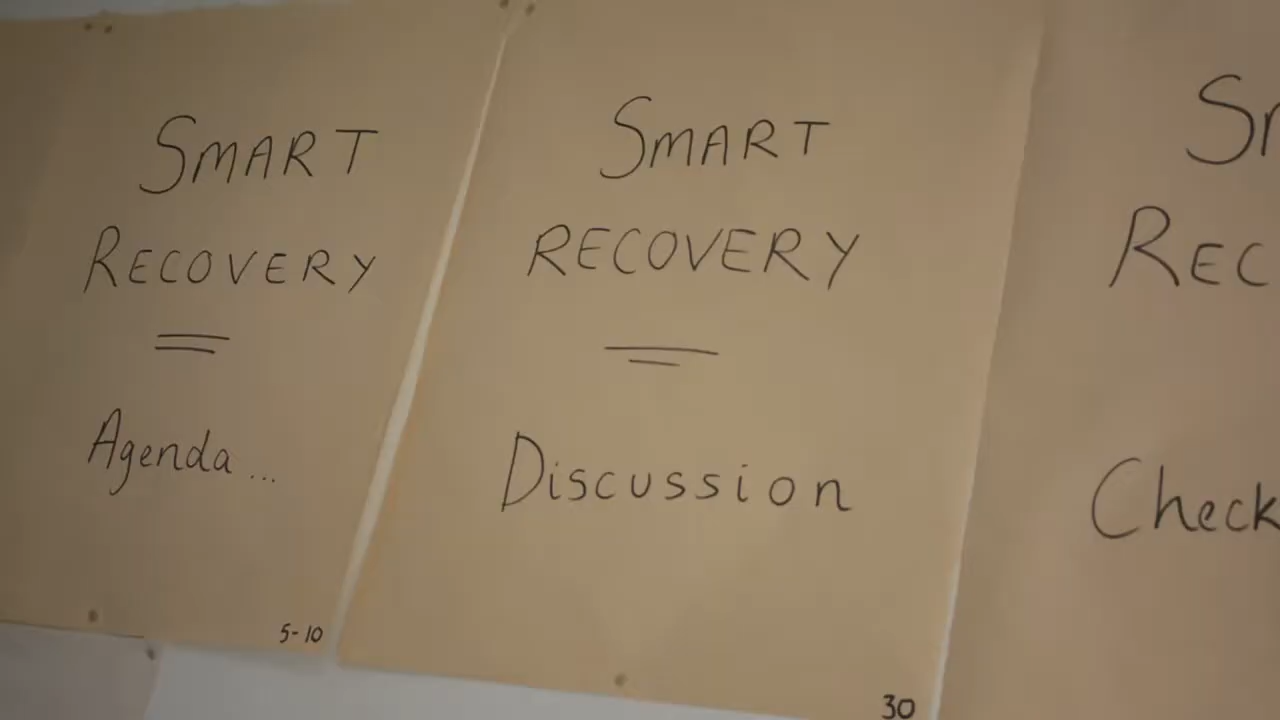 SMART
RECOVERY
Agenda...
5-10
SMART
RECOVERY
Discussion
30
Check